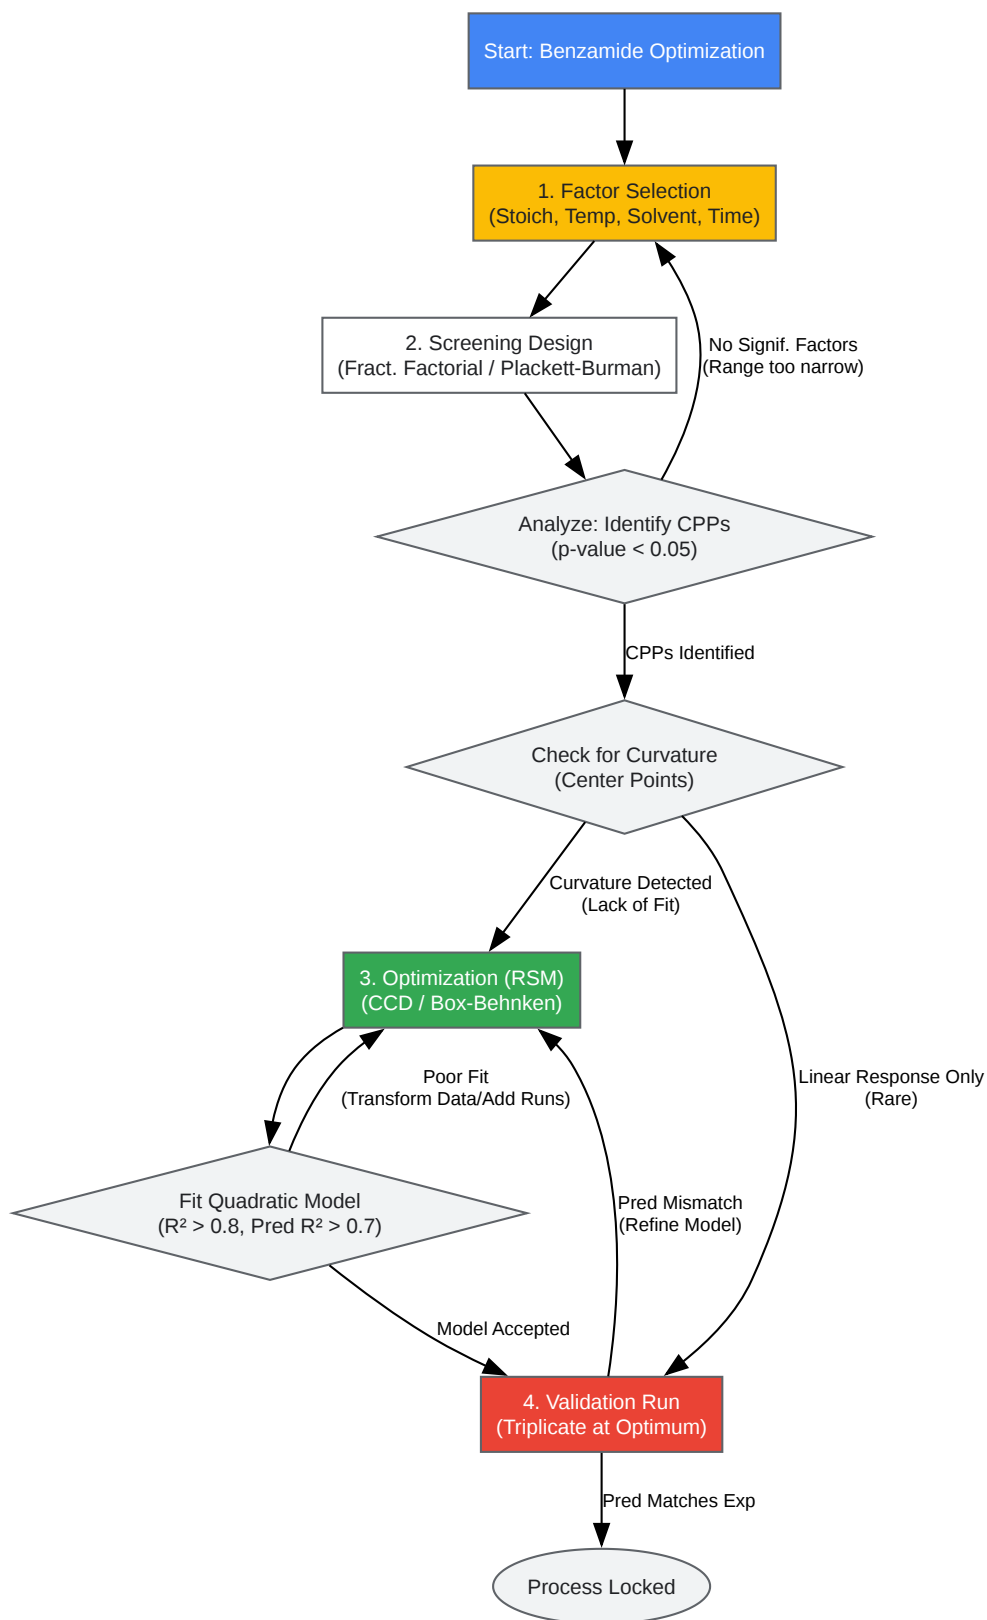 Start: Benzamide Optimization
1. Factor Selection
(Stoich, Temp, Solvent, Time)
2. Screening Design
(Fract. Factorial / Plackett-Burman)
No Signif. Factors
(Range too narrow)
Analyze: Identify CPPs
(p-value < 0.05)
CPPs Identified
Check for Curvature
(Center Points)
Curvature Detected
(Lack of Fit)
3. Optimization (RSM)
(CCD / Box-Behnken)
Poor Fit
(Transform Data/Add Runs)
Linear Response Only
(Rare)
Fit Quadratic Model
(R² > 0.8, Pred R² > 0.7)
Pred Mismatch
(Refine Model)
Model Accepted
4. Validation Run
(Triplicate at Optimum)
Pred Matches Exp
Process Locked